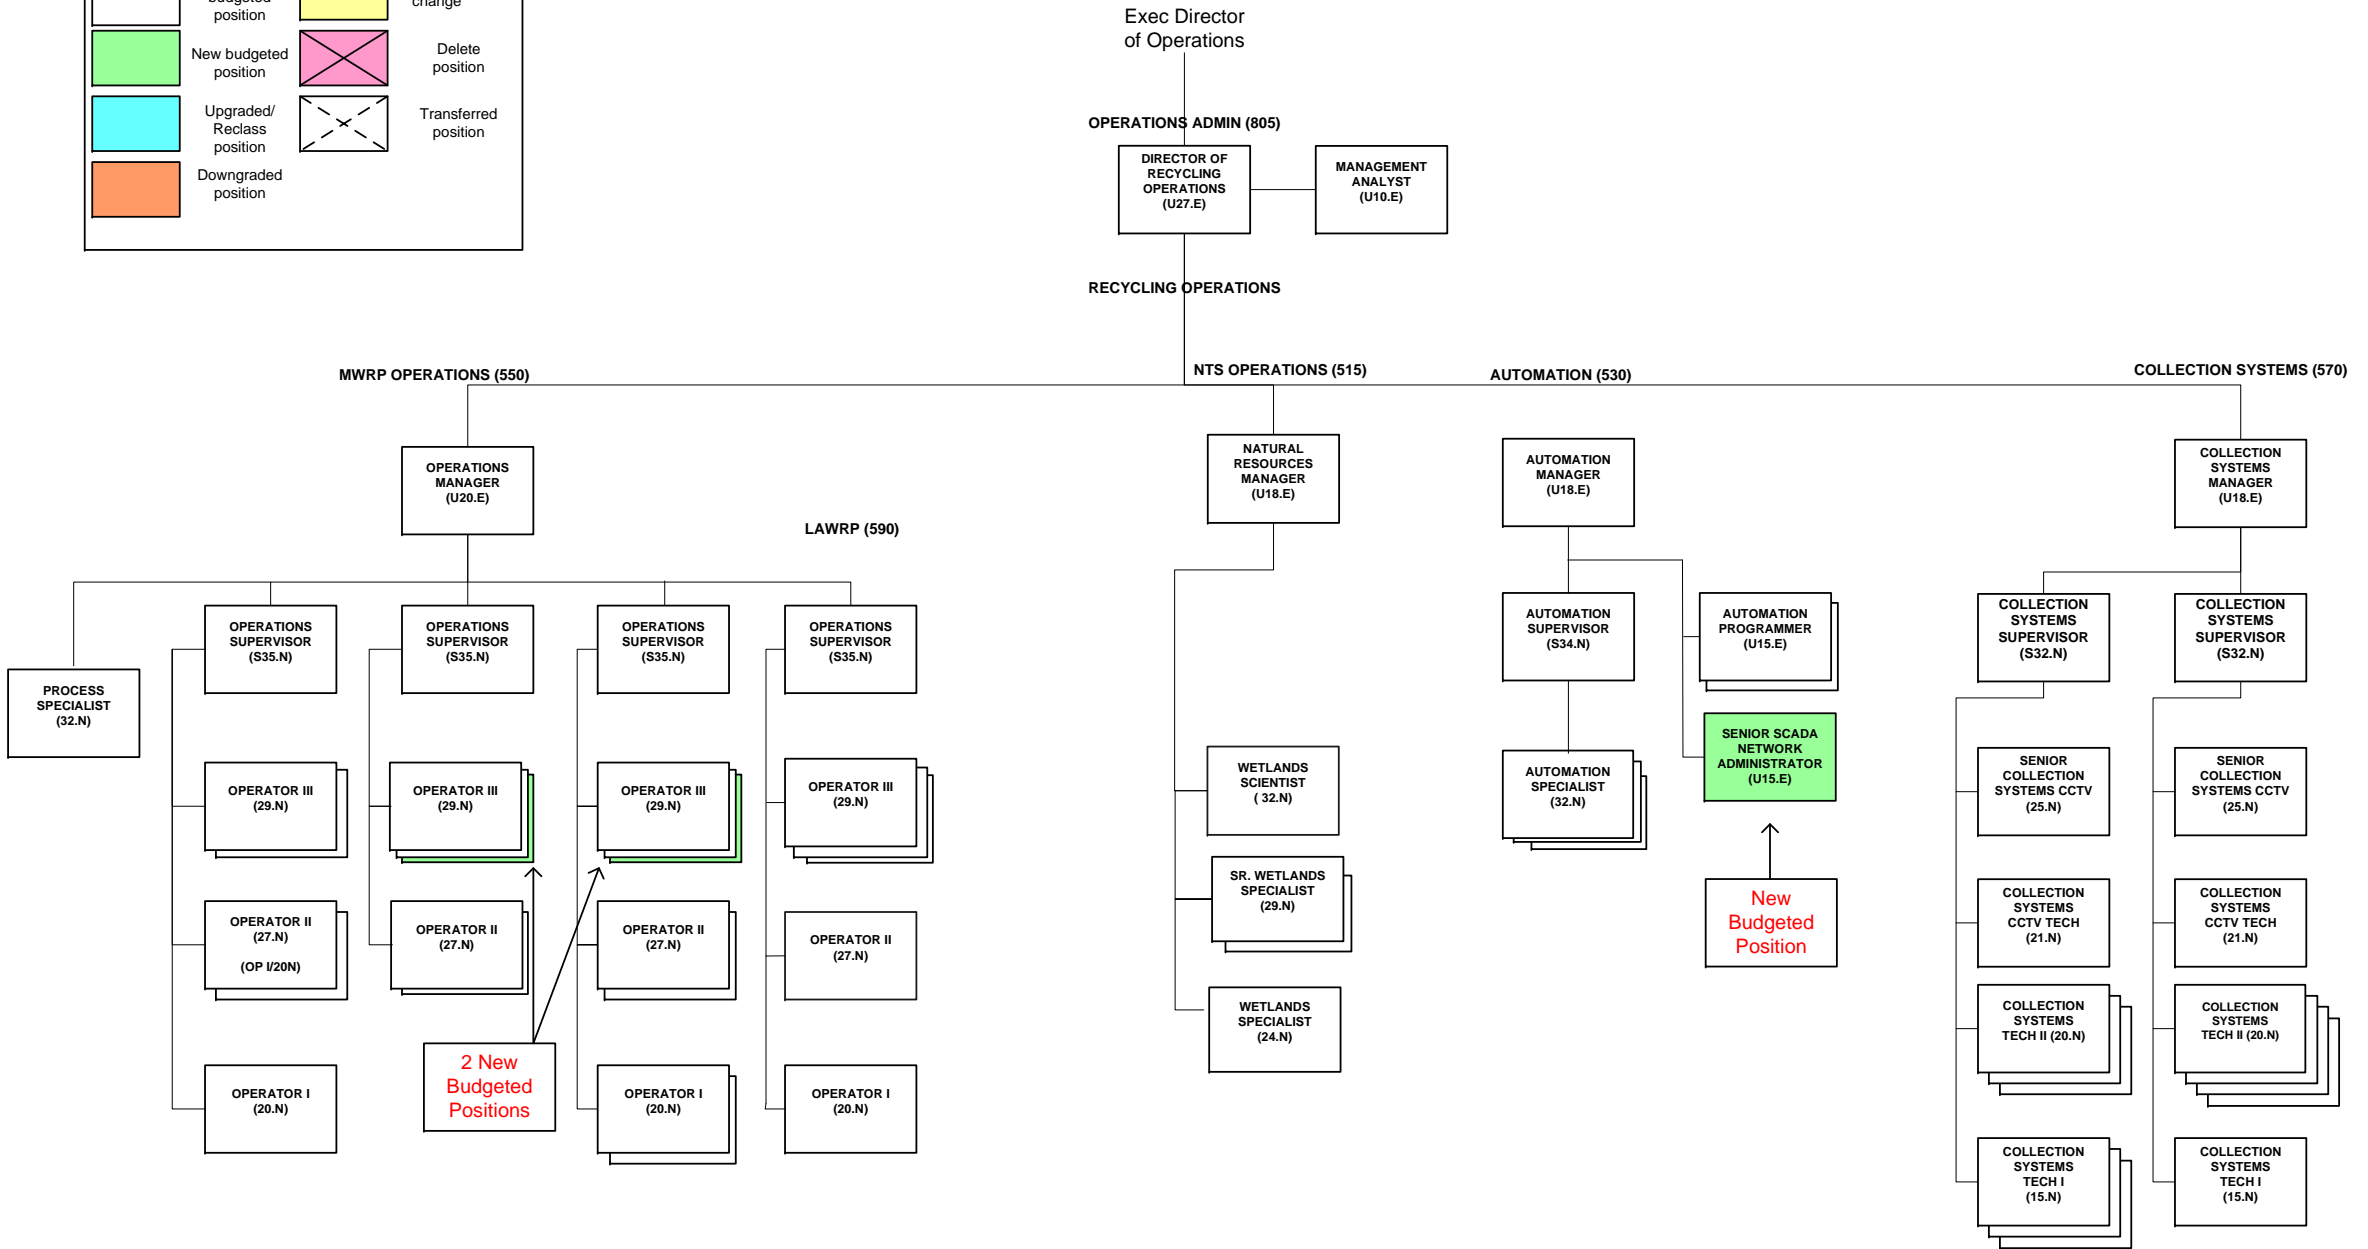 budgeted
position
change
New budgeted
position
Delete
position
Upgraded/
Reclass
position
Transferred
position
Downgraded
position
Exec Director
of Operations
OPERATIONS ADMIN (805)
DIRECTOR OF
RECYCLING
OPERATIONS
(U27.E)
MANAGEMENT
ANALYST
(U10.E)
RECYCLING OPERATIONS
MWRP OPERATIONS (550)
NTS OPERATIONS (515)
AUTOMATION (530)
COLLECTION SYSTEMS (570)
OPERATIONS
MANAGER
(U20.E)
NATURAL
RESOURCES
MANAGER
(U18.E)
AUTOMATION
MANAGER
(U18.E)
COLLECTION
SYSTEMS
MANAGER
(U18.E)
LAWRP (590)
PROCESS
SPECIALIST
(32.N)
OPERATIONS
SUPERVISOR
(S35.N)
OPERATIONS
SUPERVISOR
(S35.N)
OPERATIONS
SUPERVISOR
(S35.N)
OPERATIONS
SUPERVISOR
(S35.N)
AUTOMATION
SUPERVISOR
(S34.N)
AUTOMATION
PROGRAMMER
(U15.E)
COLLECTION
SYSTEMS
SUPERVISOR
(S32.N)
COLLECTION
SYSTEMS
SUPERVISOR
(S32.N)
OPERATOR III
(29.N)
OPERATOR III
(29.N)
OPERATOR III
(29.N)
OPERATOR III
(29.N)
WETLANDS
SCIENTIST
( 32.N)
AUTOMATION
SPECIALIST
(32.N)
SENIOR SCADA
NETWORK
ADMINISTRATOR
(U15.E)
SENIOR
COLLECTION
SYSTEMS CCTV
(25.N)
SENIOR
COLLECTION
SYSTEMS CCTV
(25.N)
OPERATOR II
(27.N)
(OP I/20N)
OPERATOR II
(27.N)
OPERATOR II
(27.N)
OPERATOR II
(27.N)
SR. WETLANDS
SPECIALIST
(29.N)
New
Budgeted
Position
COLLECTION
SYSTEMS
CCTV TECH
(21.N)
COLLECTION
SYSTEMS
CCTV TECH
(21.N)
WETLANDS
SPECIALIST
(24.N)
COLLECTION
SYSTEMS
TECH II (20.N)
COLLECTION
SYSTEMS
TECH II (20.N)
OPERATOR I
(20.N)
2 New
Budgeted
Positions
OPERATOR I
(20.N)
OPERATOR I
(20.N)
COLLECTION
SYSTEMS
TECH I
(15.N)
COLLECTION
SYSTEMS
TECH I
(15.N)